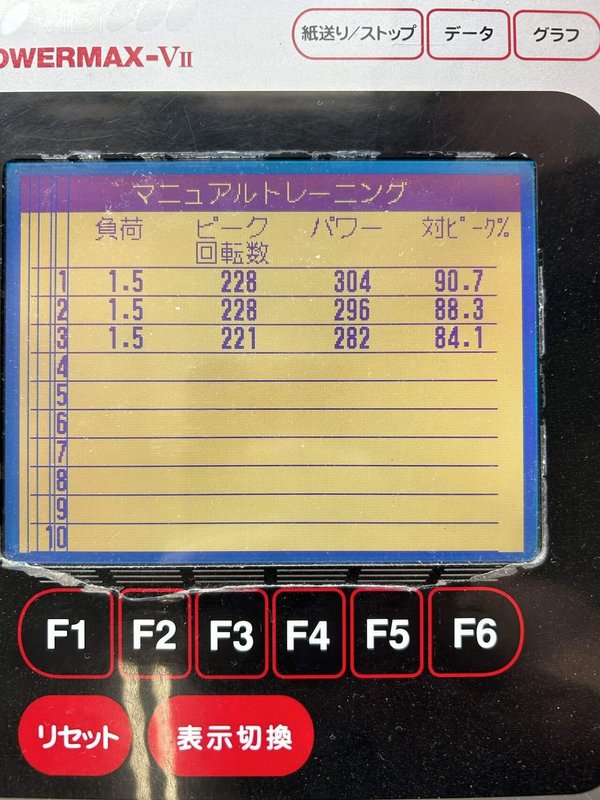 紙送り/ストップ データ グラフ
OWERMAX-VII
マニュアルトレーニング
負荷 ピーク回転数 パワー 対ピーク%
1 1.5 228 304 90.7
2 1.5 228 296 88.3
3 1.5 221 282 84.1
4
5
6
7
8
9
10
F1 F2 F3 F4 F5 F6
リセット 表示切換